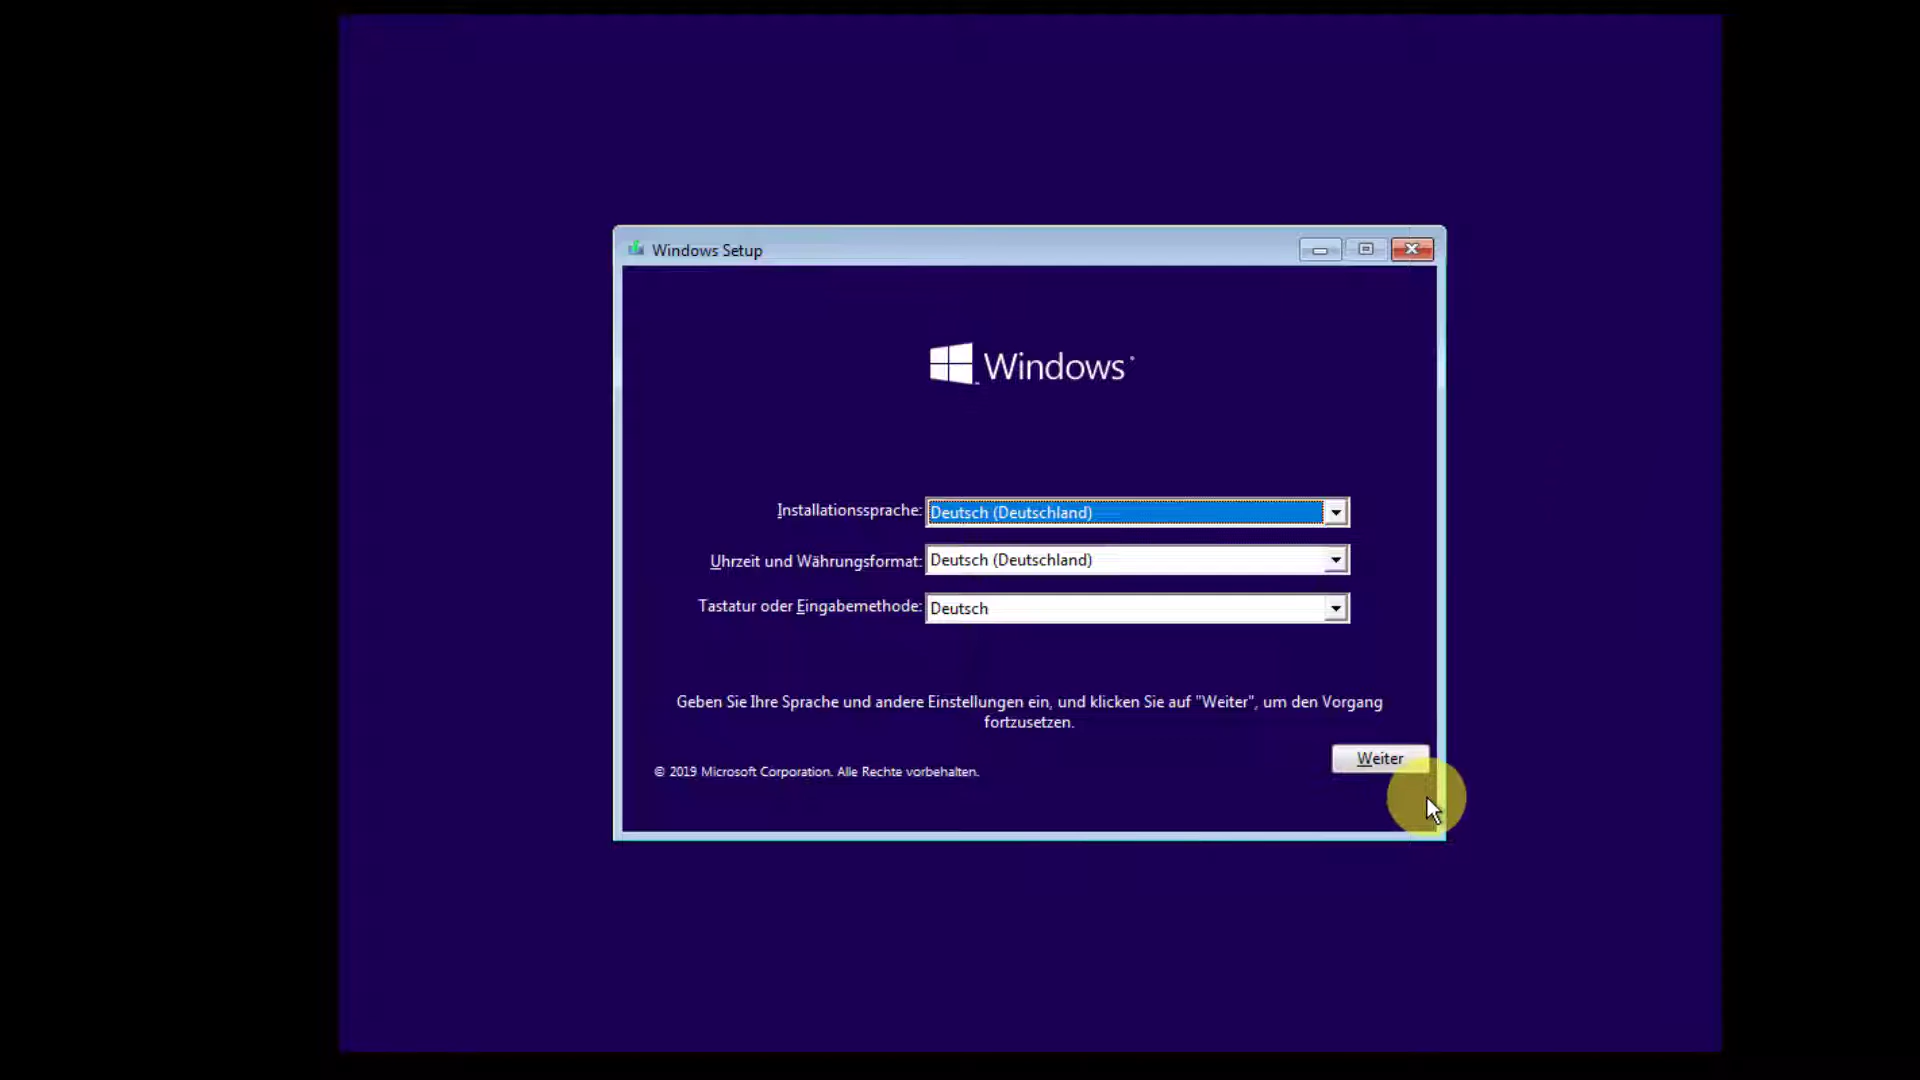 Windows Setup
Windows
Installationssprache: Deutsch (Deutschland)
Uhrzeit und Währungsformat: Deutsch (Deutschland)
Tastatur oder Eingabemethode: Deutsch
Geben Sie Ihre Sprache und andere Einstellungen ein, und klicken Sie auf "Weiter", um den Vorgang
fortzusetzen.
Weiter
© 2019 Microsoft Corporation. Alle Rechte vorbehalten.